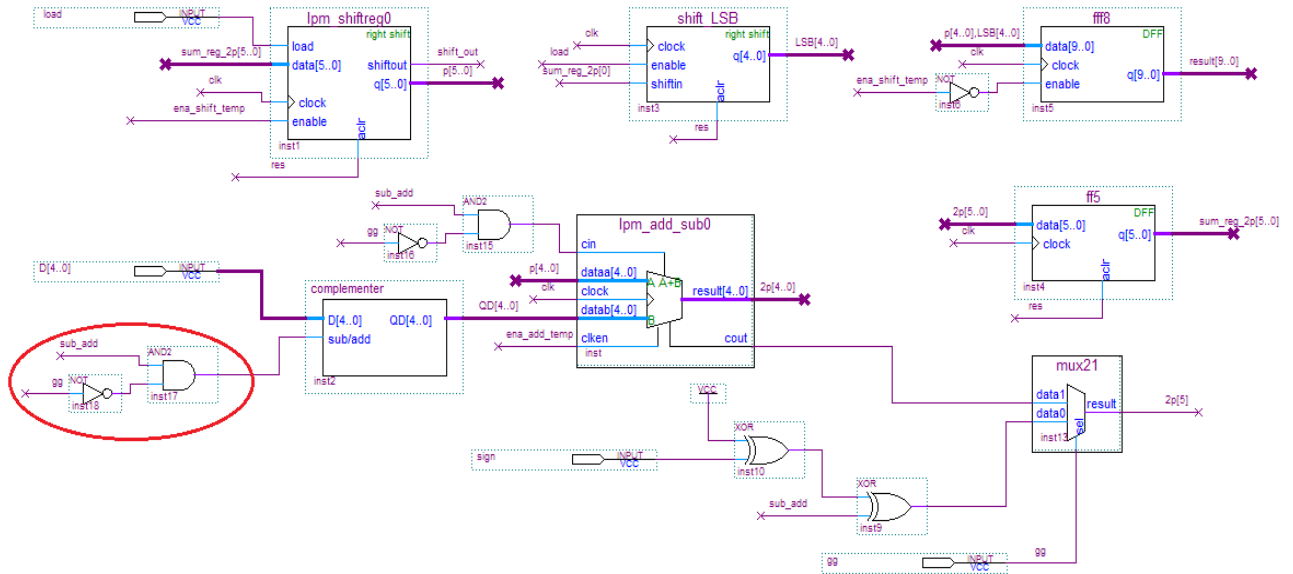 load
INPUT
VCC
lpm_shiftreg0
right shift
load
sum_reg_2p[5..0]
data[5..0]
shiftout
shift_out
q[5..0]
p[5..0]
clk
clock
ena_shift_temp
enable
aclr
inst1
res
shift_LSB
right shift
clk
clock
q[4..0]
LSB[4..0]
load
enable
sum_reg_2p[0]
shiftin
aclr
inst3
res
fff8
DFF
p[4..0],LSB[4..0]
data[9..0]
clk
clock
q[9..0]
result[9..0]
ena_shift_temp
NOT
enable
inst6
inst5
sub_add
AND2
gg
NOT
inst16
inst15
lpm_add_sub0
cin
p[4..0]
dataa[4..0]
A
A+B
clk
clock
result[4..0]
2p[4..0]
datab[4..0]
B
ena_add_temp
clken
cout
inst
ff5
DFF
2p[5..0]
data[5..0]
q[5..0]
sum_reg_2p[5..0]
clk
clock
aclr
inst4
res
D[4..0]
INPUT
VCC
complementer
D[4..0]
QD[4..0]
QD[4..0]
sub/add
inst2
sub_add
AND2
gg
NOT
inst18
inst17
mux21
data1
data0
result
2p[5]
sel
inst13
VCC
XOR
inst10
sign
INPUT
VCC
XOR
sub_add
inst9
gg
INPUT
VCC
gg